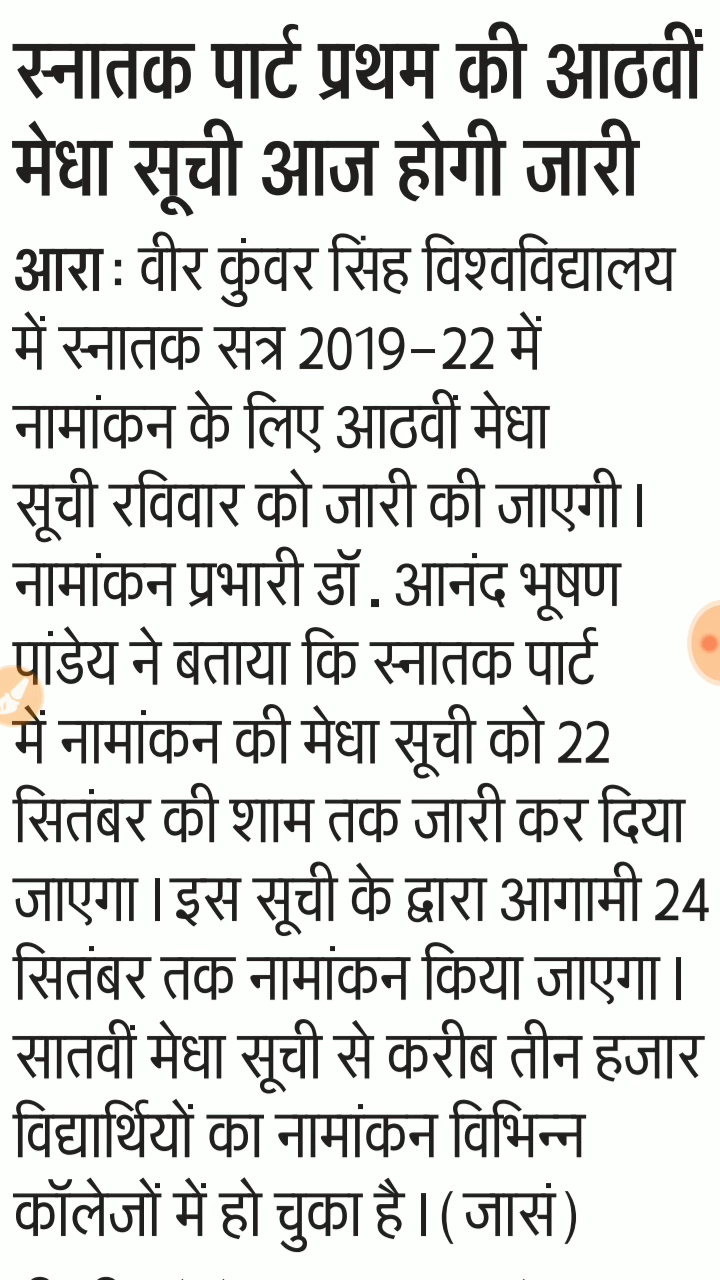 स्नातक पार्ट प्रथम की आठवीं
मेधा सूची आज होगी जारी
आरा : वीर कुंवर सिंह विश्वविद्यालय
में स्नातक सत्र 2019-22 में
नामांकन के लिए आठवीं मेधा
सूची रविवार को जारी की जाएगी।
नामांकन प्रभारी डॉ. आनंद भूषण
पांडेय ने बताया कि स्नातक पार्ट
में नामांकन की मेधा सूची को 22
सितंबर की शाम तक जारी कर दिया
जाएगा। इस सूची के द्वारा आगामी 24
सितंबर तक नामांकन किया जाएगा।
सातवीं मेधा सूची से करीब तीन हजार
विद्यार्थियों का नामांकन विभिन्न
कॉलेजों में हो चुका है। (जासं)